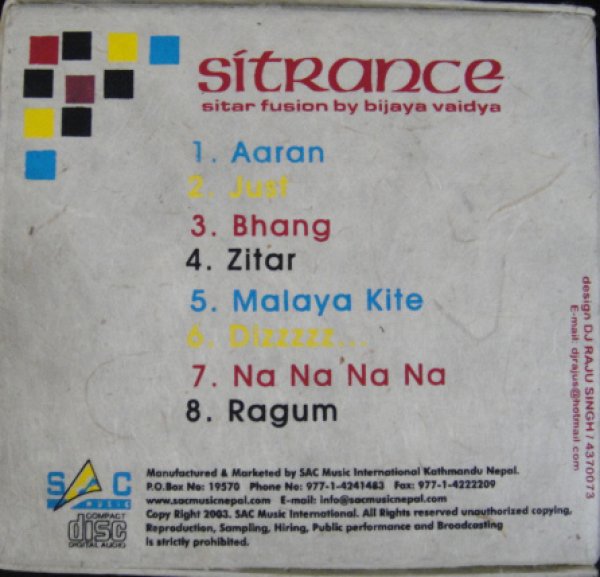 sitrance
sitar fusion by bijaya vaidya
1. Aaran
2. Just
3. Bhang
4. Zitar
5. Malaya Kite
6. Dizzzzz...
7. Na Na Na Na
8. Ragum
design DJ RAJU SINGH / 4370073
E-mail: djrajus@hotmail.com
SAC
MUSIC
COMPACT
disc
DIGITAL AUDIO
Manufactured & Marketed by SAC Music International Kathmandu Nepal.
P.O.Box No: 19570 Phone No: 977-1-4241483 Fax: 977-1-4222209
www.sacmusicnepal.com E-mail: info@sacmusicnepal.com
Copy Right 2003. SAC Music International. All Rights reserved unauthorized copying,
Reproduction, Sampling, Hiring, Public performance and Broadcosting
is strictly prohibited.